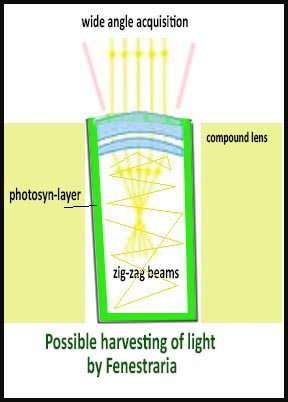 wide angle acquisition
compound lens
photosyn-layer
zig-zag beams
Possible harvesting of light
by Fenestraria